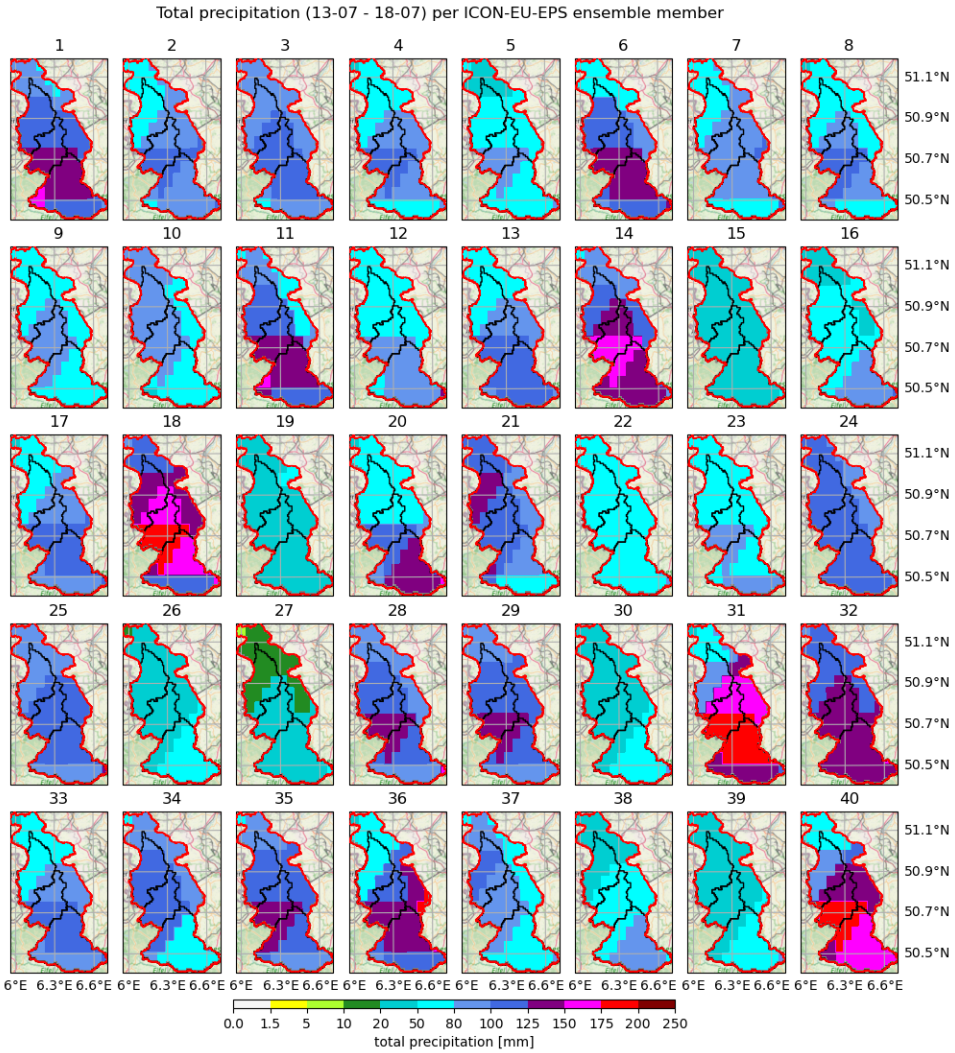 Total precipitation (13-07 - 18-07) per ICON-EU-EPS ensemble member
1 2 3 4 5 6 7 8
51.1°N
50.9°N
50.7°N
50.5°N
9 10 11 12 13 14 15 16
51.1°N
50.9°N
50.7°N
50.5°N
17 18 19 20 21 22 23 24
51.1°N
50.9°N
50.7°N
50.5°N
25 26 27 28 29 30 31 32
51.1°N
50.9°N
50.7°N
50.5°N
33 34 35 36 37 38 39 40
51.1°N
50.9°N
50.7°N
50.5°N
6°E 6.3°E 6.6°E 6°E 6.3°E 6.6°E 6°E 6.3°E 6.6°E 6°E 6.3°E 6.6°E 6°E 6.3°E 6.6°E 6°E 6.3°E 6.6°E 6°E 6.3°E 6.6°E 6°E 6.3°E 6.6°E
0.0 1.5 5 10 20 50 80 100 125 150 175 200 250
total precipitation [mm]